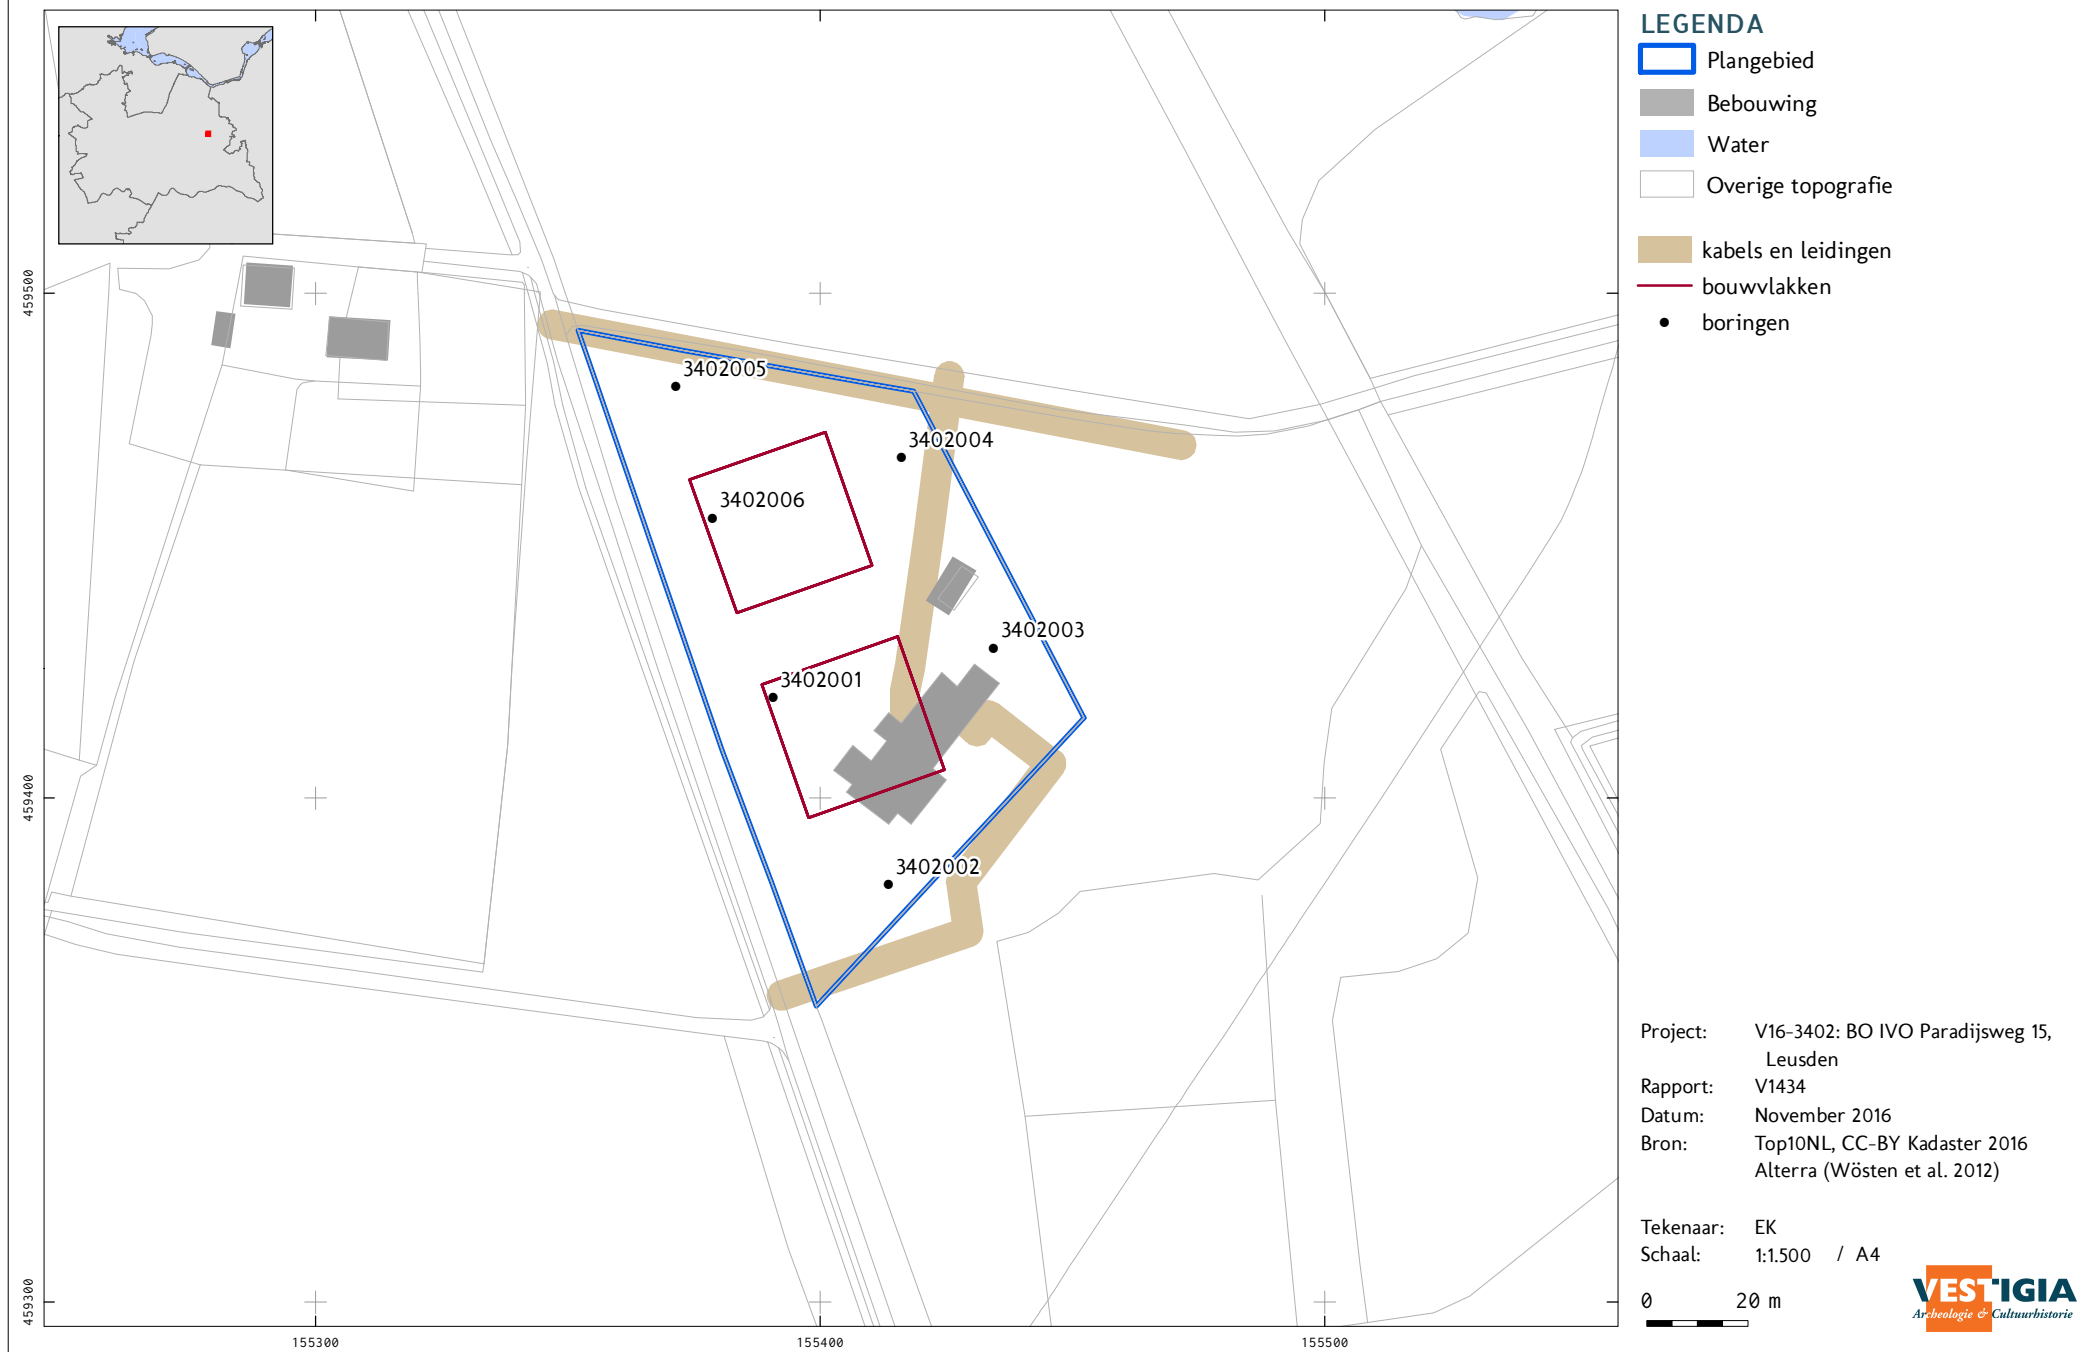 LEGENDA
Plangebied
Bebouwing
Water
Overige topografie
kabels en leidingen
bouwvlakken
boringen
459500
459400
459300
155300
155400
155500
3402005
3402004
3402006
3402003
3402001
3402002
Project: V16-3402: BO IVO Paradijsweg 15,
Leusden
Rapport: V1434
Datum: November 2016
Bron: Top10NL, CC-BY Kadaster 2016
Alterra (Wösten et al. 2012)
Tekenaar: EK
Schaal: 1:1.500 / A4
0 20 m
VESTIGIA
Archeologie & Cultuurhistorie